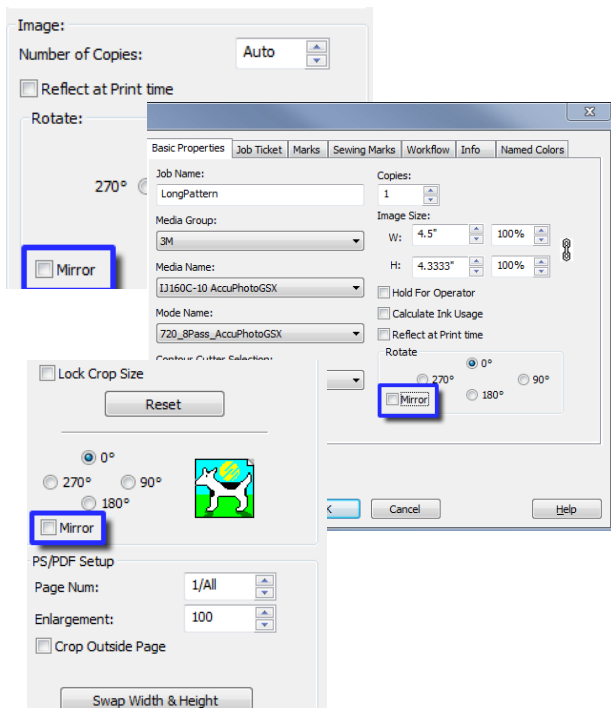 Image:
Number of Copies: Auto
Reflect at Print time
Rotate:
270°
Mirror
Basic Properties Job Ticket Marks Sewing Marks Workflow Info Named Colors
Job Name:
LongPattern
Media Group:
3M
Media Name:
IJ160C-10 AccuPhotoGSX
Mode Name:
720_8Pass_AccuPhotoGSX
Contour Cutter Selection:
Copies:
1
Image Size:
W: 4.5" 100%
H: 4.3333" 100%
Hold For Operator
Calculate Ink Usage
Reflect at Print time
Rotate
0°
270° 90°
180°
Mirror
Cancel Help
Lock Crop Size
Reset
0°
270° 90°
180°
Mirror
PS/PDF Setup
Page Num: 1/All
Enlargement: 100
Crop Outside Page
Swap Width & Height